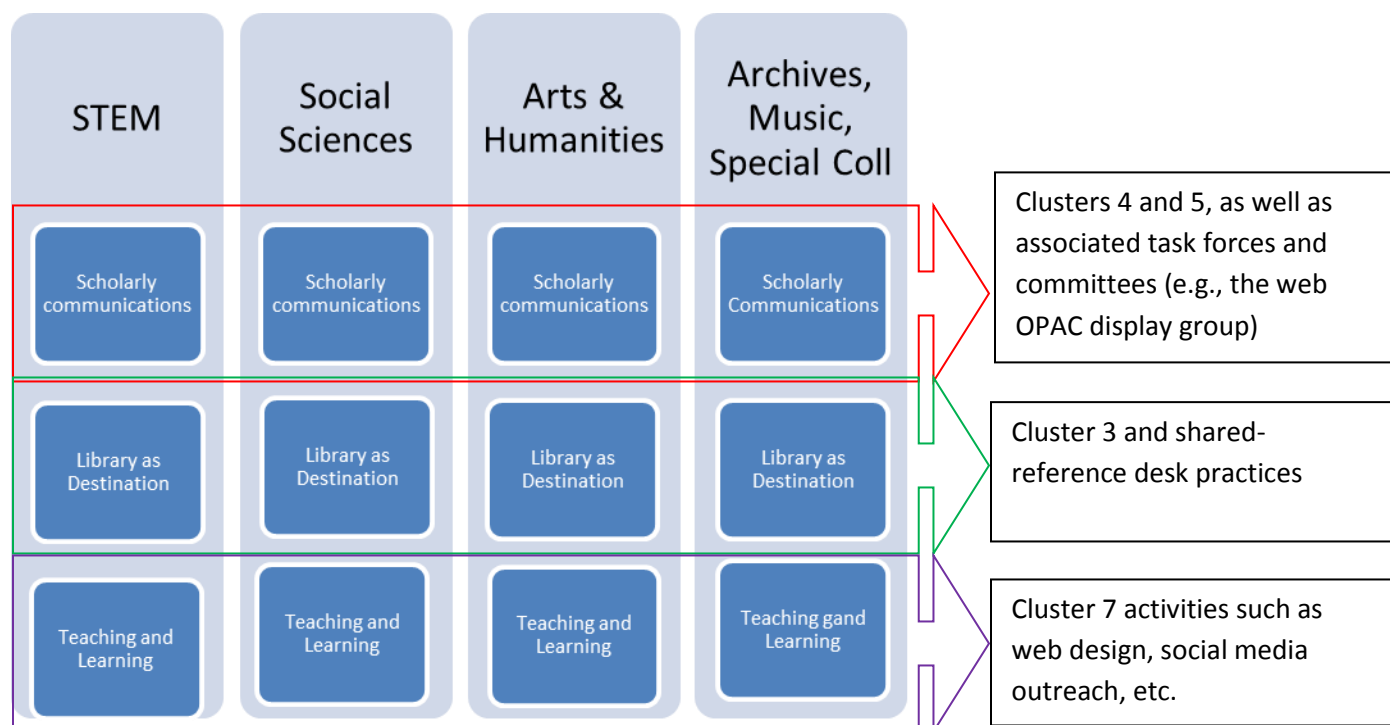 STEM
Social
Sciences
Arts &
Humanities
Archives,
Music,
Special Coll
Scholarly
communications
Scholarly
communications
Scholarly
communications
Scholarly
Communications
Clusters 4 and 5, as well as
associated task forces and
committees (e.g., the web
OPAC display group)
Library as
Destination
Library as
Destination
Library as
Destination
Library as
Destination
Cluster 3 and shared-
reference desk practices
Teaching and
Learning
Teaching and
Learning
Teaching and
Learning
Teaching gand
Learning
Cluster 7 activities such as
web design, social media
outreach, etc.